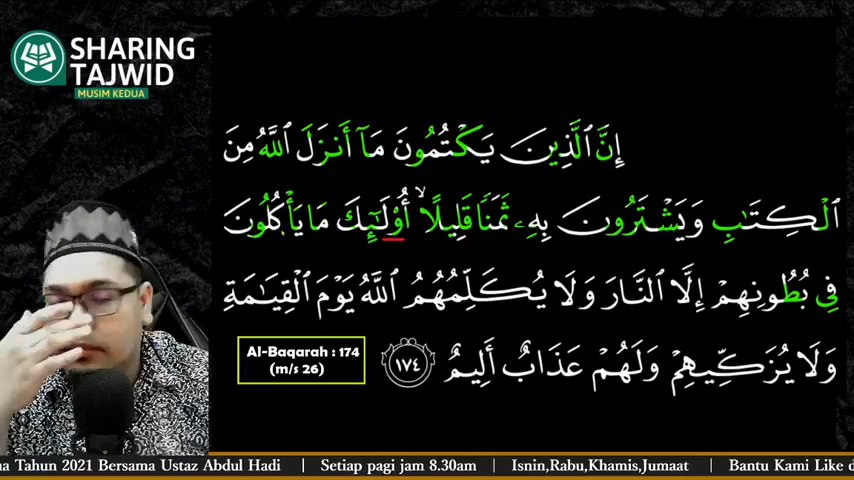 SHARING
TAJWID
MUSIM KEDUA
إِنَّ ٱلَّذِينَ يَكْتُمُونَ مَآ أَنزَلَ ٱللَّهُ مِنَ
ٱلْكِتَٰبِ وَيَشْتَرُونَ بِهِۦ ثَمَنًا قَلِيلًا ۙ أُو۟لَٰٓئِكَ مَا يَأْكُلُونَ
فِي بُطُونِهِمْ إِلَّا ٱلنَّارَ وَلَا يُكَلِّمُهُمُ ٱللَّهُ يَوْمَ ٱلْقِيَٰمَةِ
وَلَا يُزَكِّيهِمْ وَلَهُمْ عَذَابٌ أَلِيمٌ ١٧٤
Al-Baqarah : 174
(m/s 26)
Tahun 2021 Bersama Ustaz Abdul Hadi | Setiap pagi jam 8.30am | Isnin,Rabu,Khamis,Jumaat | Bantu Kami Like